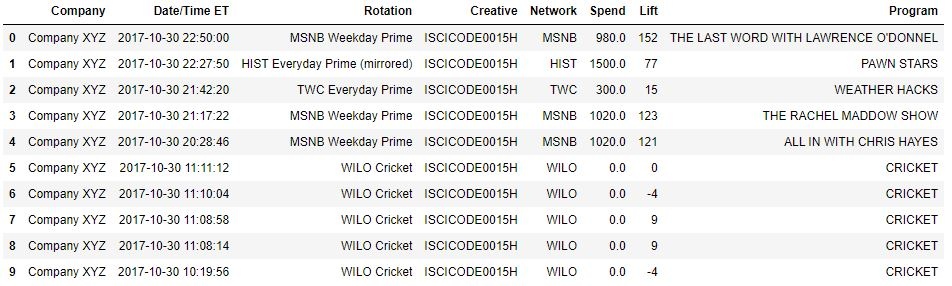 Company Date/Time ET Rotation Creative Network Spend Lift Program
0 Company XYZ 2017-10-30 22:50:00 MSNB Weekday Prime ISCICODE0015H MSNB 980.0 152 THE LAST WORD WITH LAWRENCE O'DONNEL
1 Company XYZ 2017-10-30 22:27:50 HIST Everyday Prime (mirrored) ISCICODE0015H HIST 1500.0 77 PAWN STARS
2 Company XYZ 2017-10-30 21:42:20 TWC Everyday Prime ISCICODE0015H TWC 300.0 15 WEATHER HACKS
3 Company XYZ 2017-10-30 21:17:22 MSNB Weekday Prime ISCICODE0015H MSNB 1020.0 123 THE RACHEL MADDOW SHOW
4 Company XYZ 2017-10-30 20:28:46 MSNB Weekday Prime ISCICODE0015H MSNB 1020.0 121 ALL IN WITH CHRIS HAYES
5 Company XYZ 2017-10-30 11:11:12 WILO Cricket ISCICODE0015H WILO 0.0 0 CRICKET
6 Company XYZ 2017-10-30 11:10:04 WILO Cricket ISCICODE0015H WILO 0.0 -4 CRICKET
7 Company XYZ 2017-10-30 11:08:58 WILO Cricket ISCICODE0015H WILO 0.0 9 CRICKET
8 Company XYZ 2017-10-30 11:08:14 WILO Cricket ISCICODE0015H WILO 0.0 9 CRICKET
9 Company XYZ 2017-10-30 10:19:56 WILO Cricket ISCICODE0015H WILO 0.0 -4 CRICKET